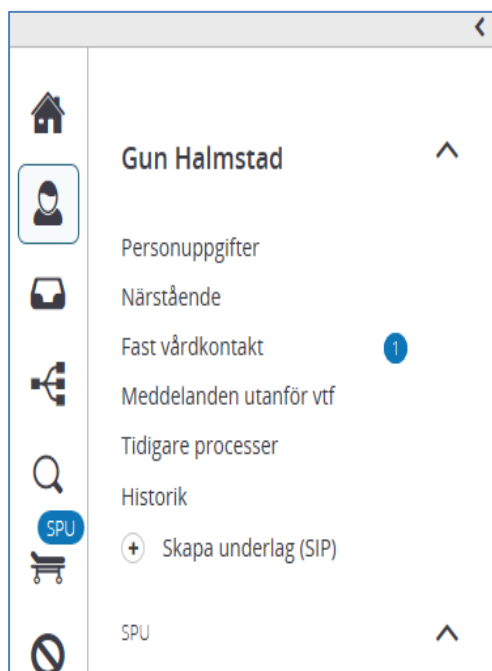 Gun Halmstad
Personuppgifter
Närstående
Fast vårdkontakt 1
Meddelanden utanför vtf
Tidigare processer
Historik
Skapa underlag (SIP)
SPU
SPU